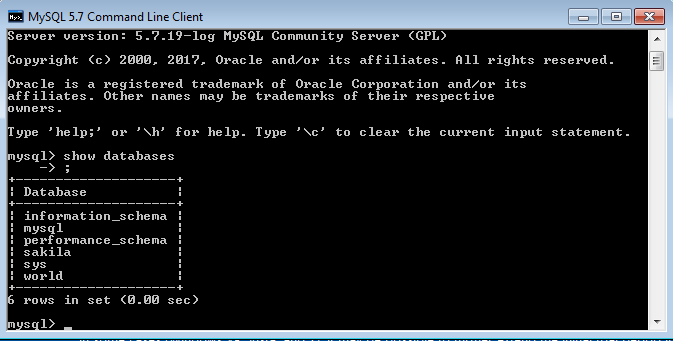 MySQL 5.7 Command Line Client
Server version: 5.7.19-log MySQL Community Server (GPL)
Copyright (c) 2000, 2017, Oracle and/or its affiliates. All rights reserved.
Oracle is a registered trademark of Oracle Corporation and/or its
affiliates. Other names may be trademarks of their respective
owners.
Type 'help;' or '\h' for help. Type '\c' to clear the current input statement.
mysql> show databases
    -> ;
+--------------------+
| Database           |
+--------------------+
| information_schema |
| mysql              |
| performance_schema |
| sakila             |
| sys                |
| world              |
+--------------------+
6 rows in set (0.00 sec)
mysql> _